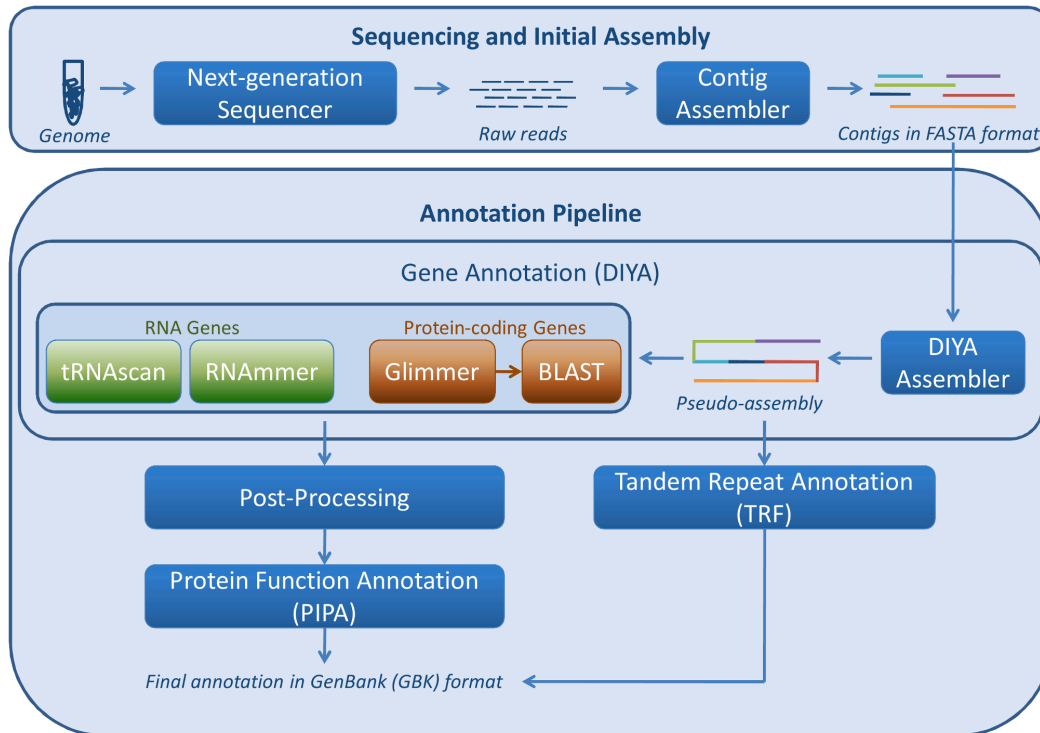 Sequencing and Initial Assembly
Next-generation
Sequencer
Contig
Assembler
Genome
Raw reads
Contigs in FASTA format
Annotation Pipeline
Gene Annotation (DIYA)
RNA Genes
Protein-coding Genes
tRNAscan
RNAmmer
Glimmer
BLAST
Pseudo-assembly
DIYA
Assembler
Post-Processing
Tandem Repeat Annotation
(TRF)
Protein Function Annotation
(PIPA)
Final annotation in GenBank (GBK) format